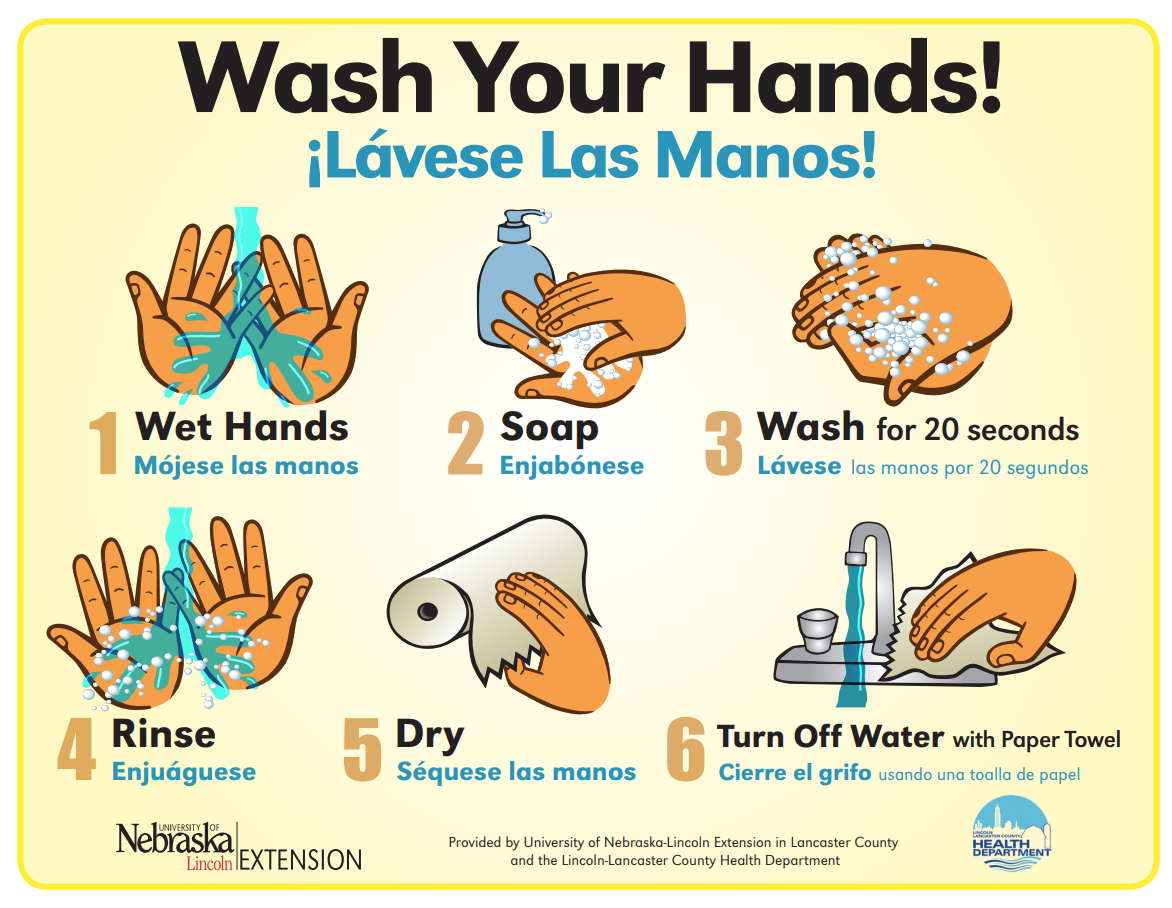 Wash Your Hands!
¡Lávese Las Manos!
1 Wet Hands
Mójese las manos
2 Soap
Enjabónese
3 Wash for 20 seconds
Lávese las manos por 20 segundos
4 Rinse
Enjuáguese
5 Dry
Séquese las manos
6 Turn Off Water with Paper Towel
Cierre el grifo usando una toalla de papel
UNIVERSITY OF
Nebraska
Lincoln EXTENSION
Provided by University of Nebraska-Lincoln Extension in Lancaster County
and the Lincoln-Lancaster County Health Department
LINCOLN
LANCASTER COUNTY
HEALTH
DEPARTMENT